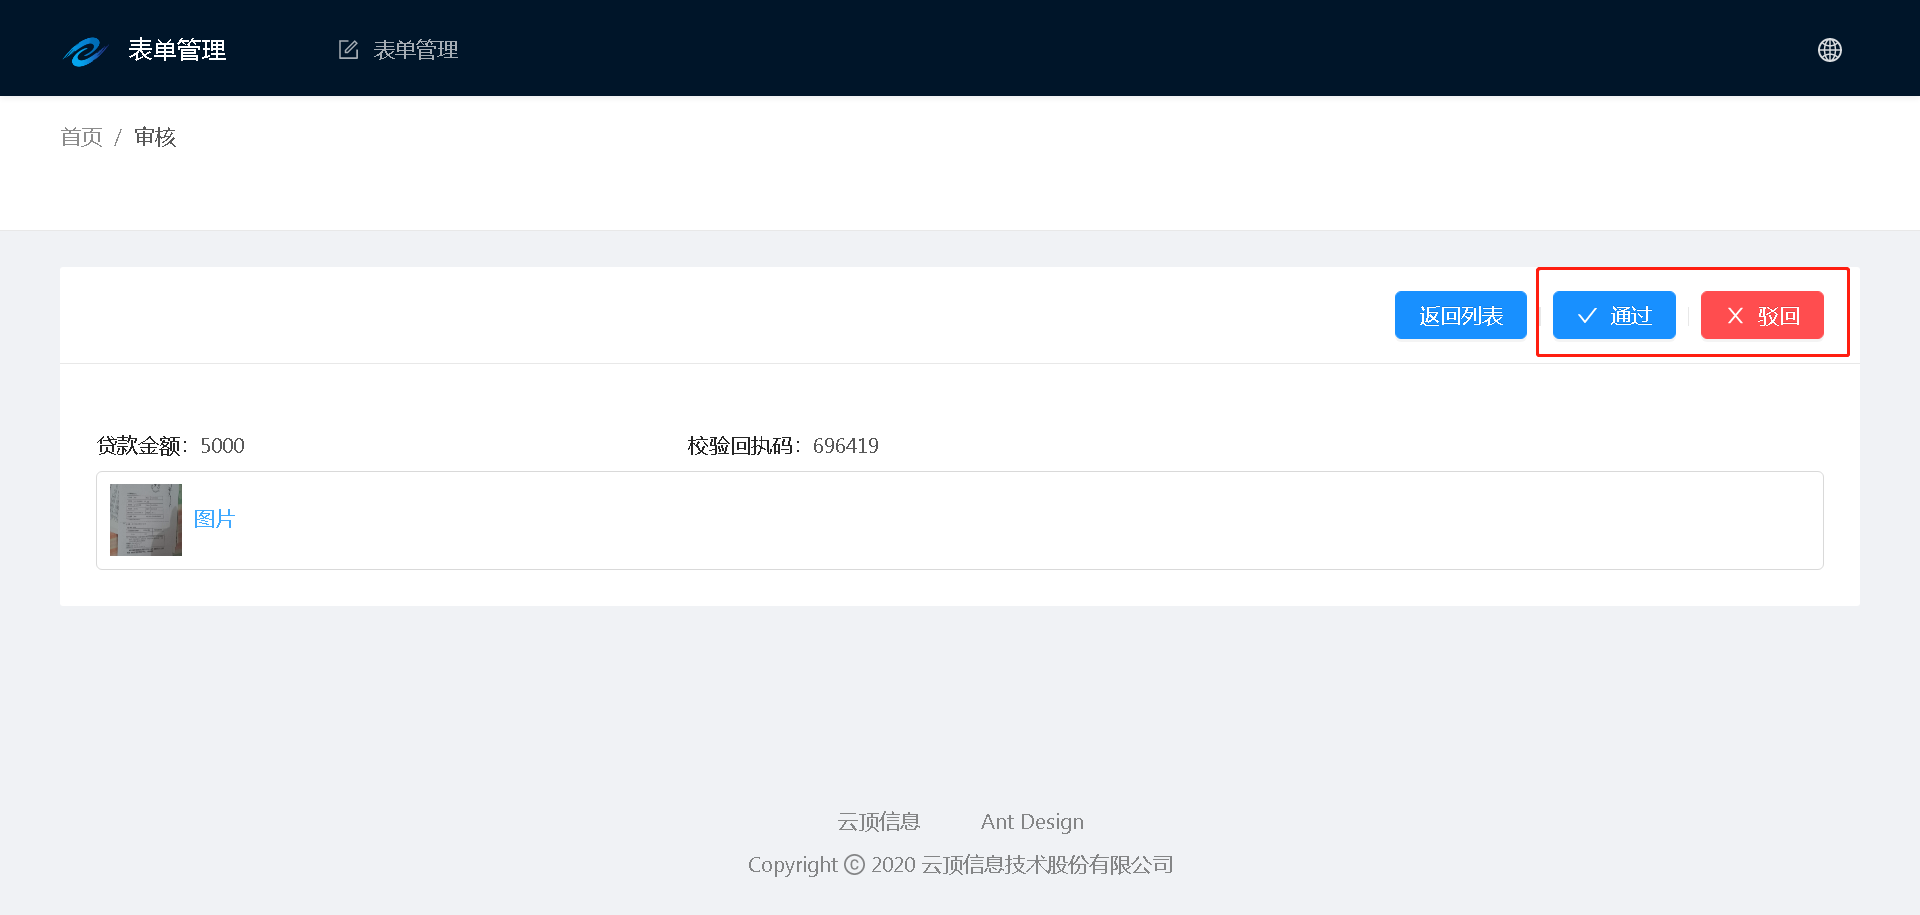 表单管理 表单管理
首页 / 审核
返回列表 通过 驳回
贷款金额：5000 校验回执码：696419
图片
云顶信息 Ant Design
Copyright © 2020 云顶信息技术股份有限公司